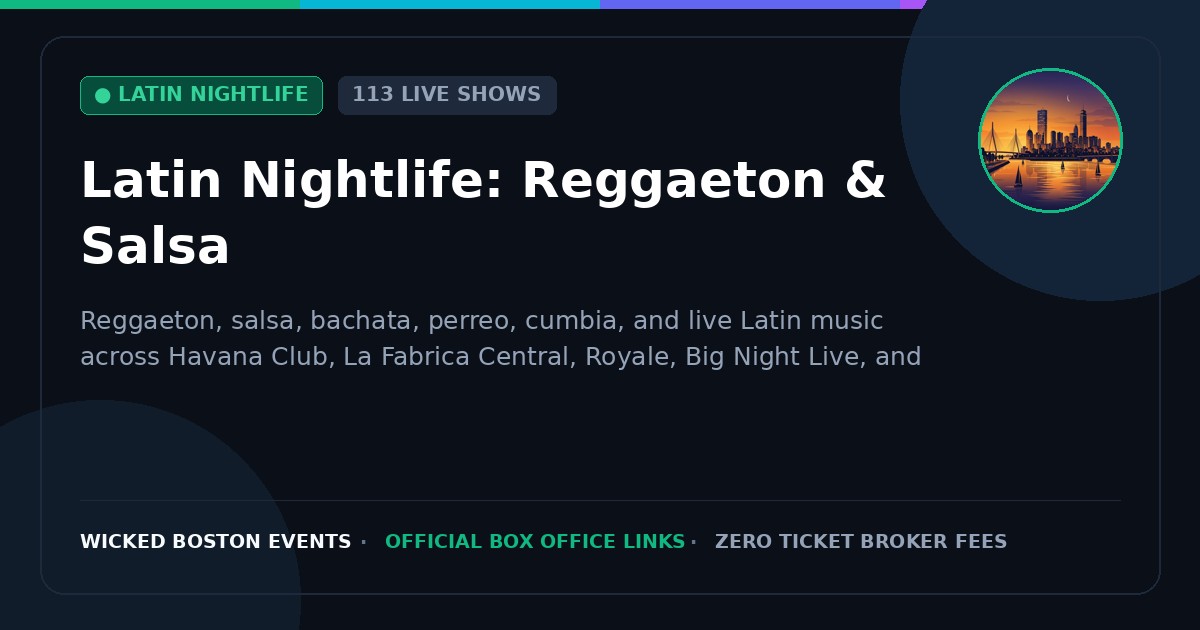 LATIN NIGHTLIFE
113 LIVE SHOWS
Latin Nightlife: Reggaeton &
Salsa
Reggaeton, salsa, bachata, perreo, cumbia, and live Latin music
across Havana Club, La Fabrica Central, Royale, Big Night Live, and
WICKED BOSTON EVENTS · OFFICIAL BOX OFFICE LINKS · ZERO TICKET BROKER FEES